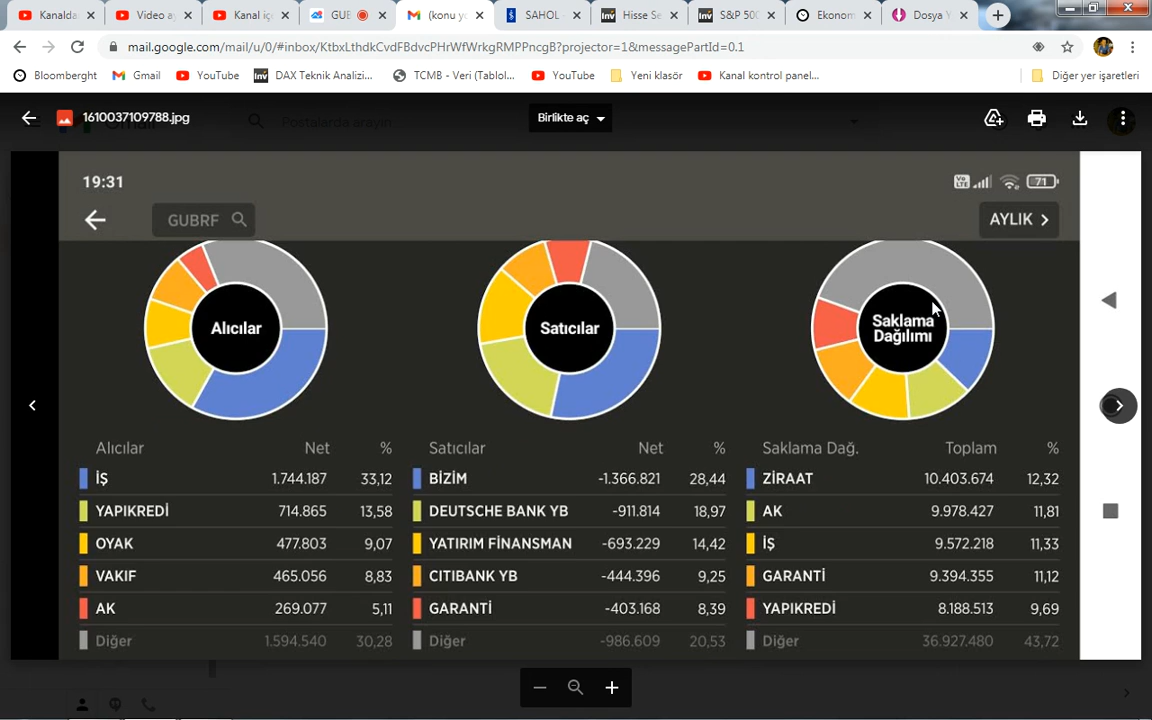 Kanalda
Video ay
Kanal içe
GUB
(konu yo
SAHOL -
Hisse Se
S&P 500
Ekonom
Dosya Y
mail.google.com/mail/u/0/#inbox/KtbxLthdkCvdFBdvcPHrWfWrkgRMPPncgB?projector=1&messagePartId=0.1
Bloomberght
Gmail
YouTube
DAX Teknik Analizi...
TCMB - Veri (Tablol...
YouTube
Yeni klasör
Kanal kontrol panel...
Diğer yer işaretleri
1610037109788.jpg
Postalarda arayın
Birlikte aç
19:31
71
GUBRF
AYLIK
Alıcılar
Satıcılar
Saklama
Dağılımı
Alıcılar Net %
İŞ 1.744.187 33,12
YAPIKREDİ 714.865 13,58
OYAK 477.803 9,07
VAKIF 465.056 8,83
AK 269.077 5,11
Diğer 1.594.540 30,28
Satıcılar Net %
BİZİM -1.366.821 28,44
DEUTSCHE BANK YB -911.814 18,97
YATIRIM FİNANSMAN -693.229 14,42
CITIBANK YB -444.396 9,25
GARANTİ -403.168 8,39
Diğer -986.609 20,53
Saklama Dağ. Toplam %
ZİRAAT 10.403.674 12,32
AK 9.978.427 11,81
İŞ 9.572.218 11,33
GARANTİ 9.394.355 11,12
YAPIKREDİ 8.188.513 9,69
Diğer 36.927.480 43,72